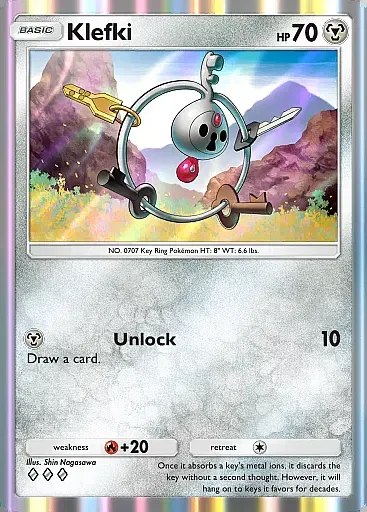 BASIC Klefki HP 70
NO. 0707 Key Ring Pokémon HT: 8" WT: 6.6 lbs.
Unlock 10
Draw a card.
weakness +20 retreat
Illus. Shin Nagasawa
Once it absorbs a key's metal ions, it discards
the key without a second thought. However, it will
hang on to keys it favors for decades.